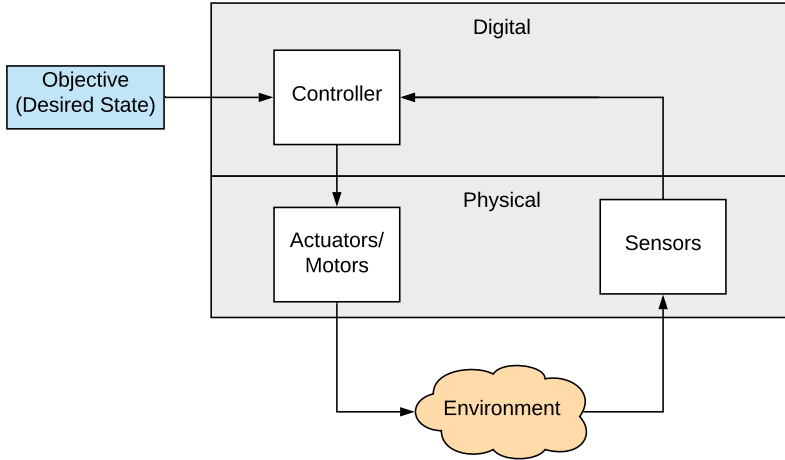 Digital
Objective
(Desired State)
Controller
Physical
Actuators/
Motors
Sensors
Environment